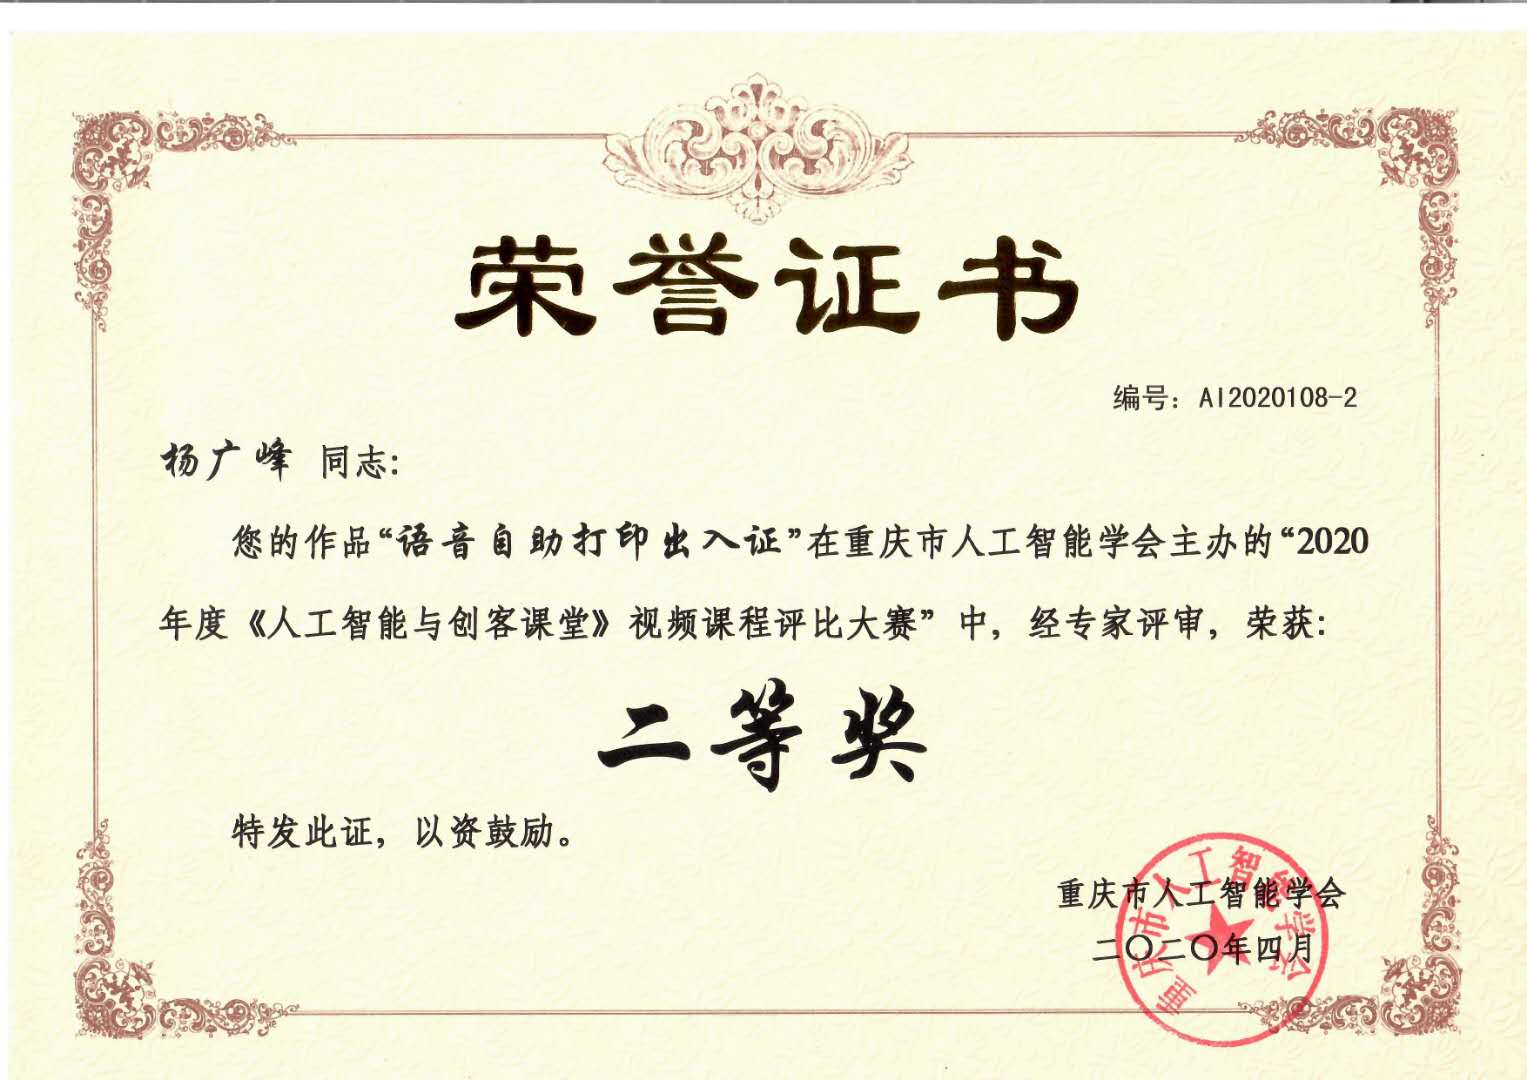 荣誉证书
编号：AI2020108-2
杨广峰 同志：
您的作品“语音自助打印出入证”在重庆市人工智能学会主办的“2020
年度《人工智能与创客课堂》视频课程评比大赛”中，经专家评审，荣获：
二等奖
特发此证，以资鼓励。
重庆市人工智能学会
二〇二〇年四月
重庆市人工智能学会